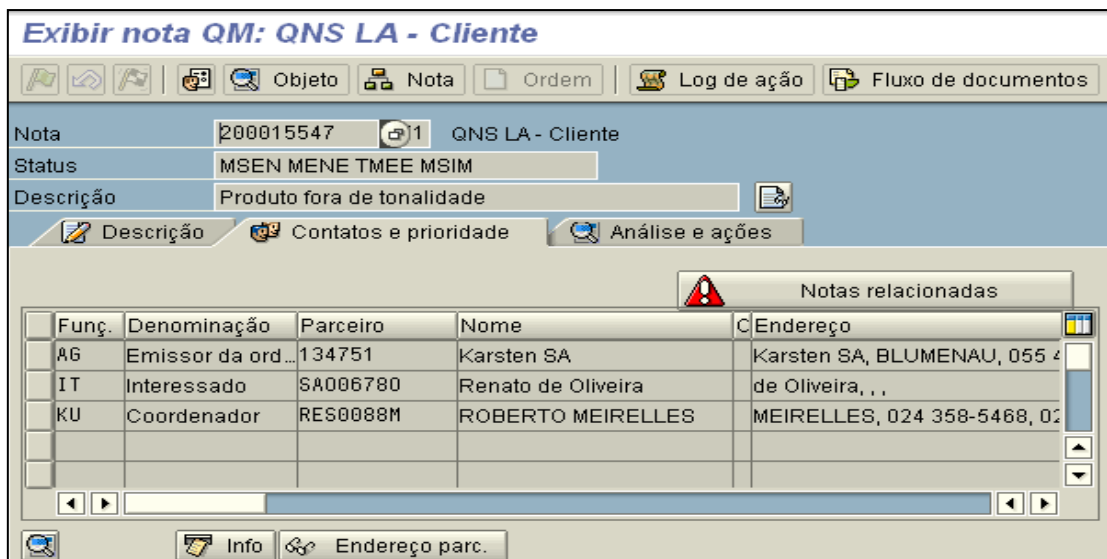 Exibir nota QM: QNS LA - Cliente
Objeto Nota Ordem Log de ação Fluxo de documentos
Nota 200015547 1 QNS LA - Cliente
Status MSEN MENE TMEE MSIM
Descrição Produto fora de tonalidade
Descrição Contatos e prioridade Análise e ações
Notas relacionadas
Funç. Denominação Parceiro Nome C Endereço
AG Emissor da ord... 134751 Karsten SA Karsten SA, BLUMENAU, 055 4
IT Interessado SA006780 Renato de Oliveira de Oliveira, , ,
KU Coordenador RES0088M ROBERTO MEIRELLES MEIRELLES, 024 358-5468, 02
Info Endereço parc.